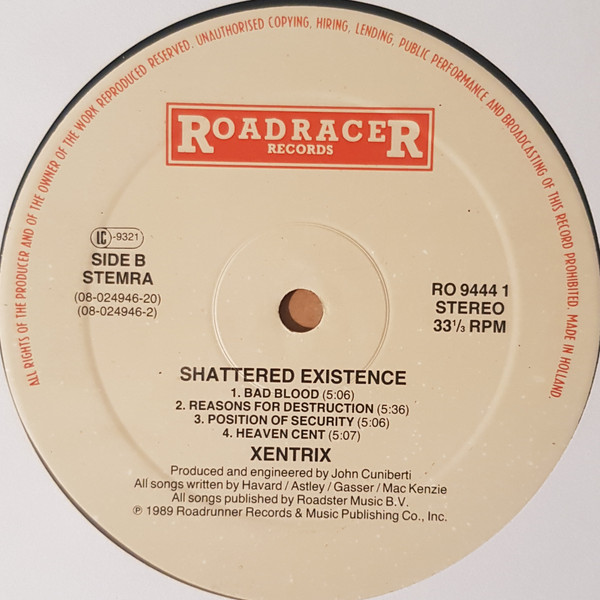 ALL RIGHTS OF THE PRODUCER AND OF THE OWNER OF THE WORK REPRODUCED RESERVED. UNAUTHORISED COPYING, HIRING, LENDING, PUBLIC PERFORMANCE AND BROADCASTING OF THIS RECORD PROHIBITED. MADE IN HOLLAND.
ROADRACER
RECORDS
LC-9321
SIDE B
STEMRA
(08-024946-20)
(08-024946-2)
RO 9444 1
STEREO
33⅓ RPM
SHATTERED EXISTENCE
1. BAD BLOOD (5:06)
2. REASONS FOR DESTRUCTION (5:36)
3. POSITION OF SECURITY (5:06)
4. HEAVEN CENT (5:07)
XENTRIX
Produced and engineered by John Cuniberti
All songs written by Havard / Astley / Gasser / Mac Kenzie
All songs published by Roadster Music B.V.
℗ 1989 Roadrunner Records & Music Publishing Co., Inc.